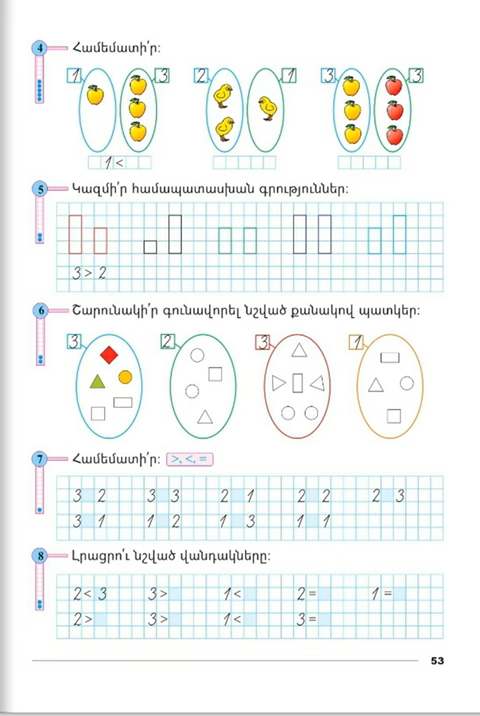 4 Համեմատի՛ր։
1 3 2 1 3 3
1 <
5 Կազմի՛ր համապատասխան գրություններ։
3 > 2
6 Շարունակի՛ր գունավորել նշված քանակով պատկեր։
3 2 3 1
7 Համեմատի՛ր։ >, <, =
3 2 3 3 2 1 2 2 2 3
3 1 1 2 1 3 1 1
8 Լրացրո՛ւ նշված վանդակները։
2 < 3 3 > 1 < 2 = 1 =
2 > 3 > 1 < 3 =
53